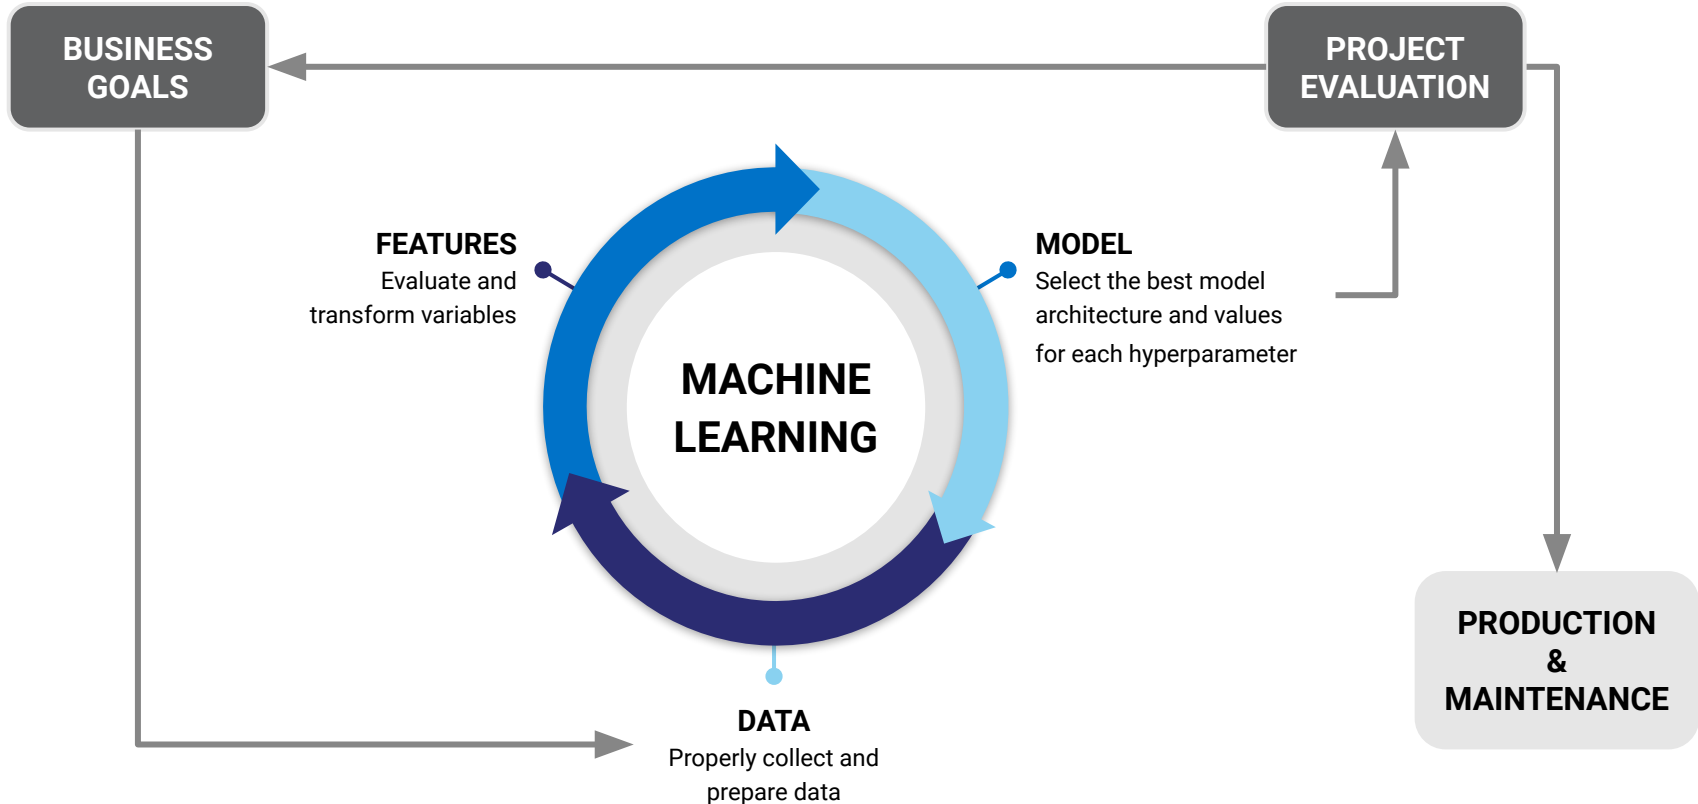 BUSINESS
GOALS
PROJECT
EVALUATION
FEATURES
Evaluate and
transform variables
MODEL
Select the best model
architecture and values
for each hyperparameter
MACHINE
LEARNING
DATA
Properly collect and
prepare data
PRODUCTION
&
MAINTENANCE